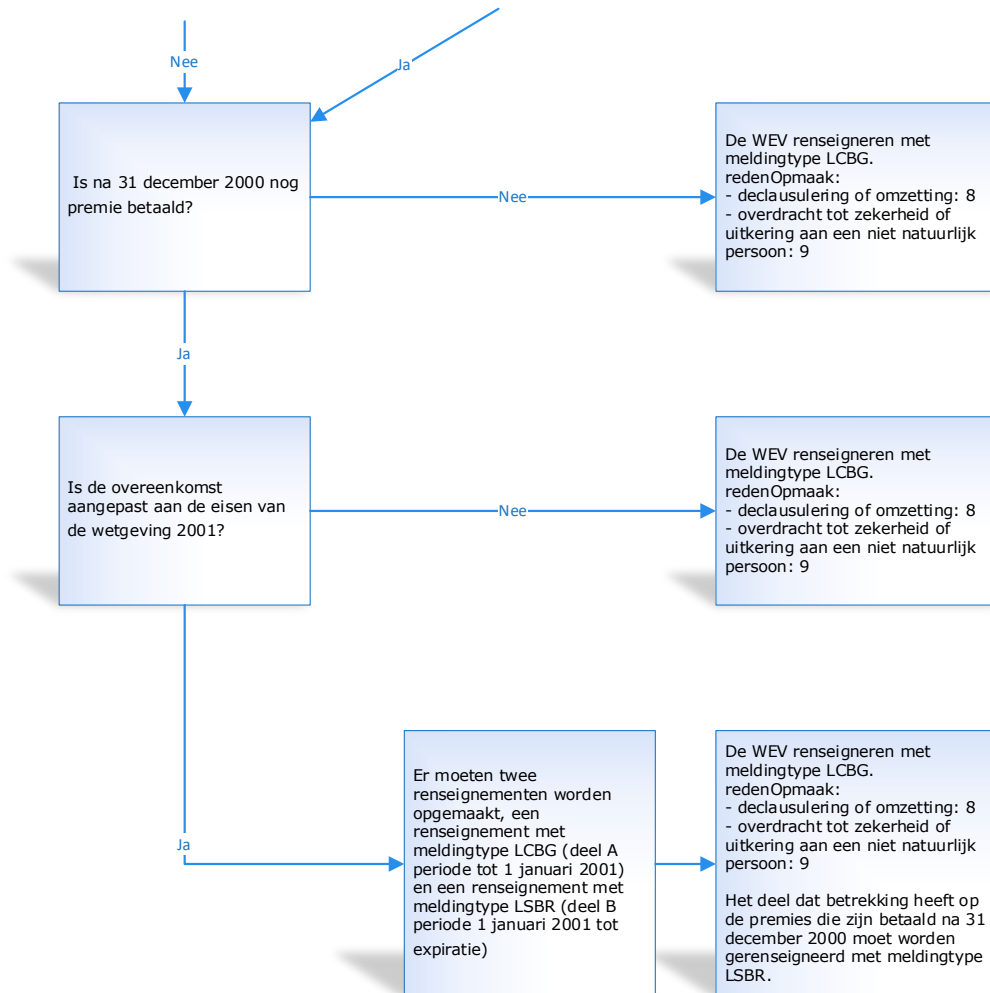 Nee
Ja
Is na 31 december 2000 nog
premie betaald?
Nee
De WEV renseigneren met
meldingtype LCBG.
redenOpmaak:
- declausulering of omzetting: 8
- overdracht tot zekerheid of
uitkering aan een niet natuurlijk
persoon: 9
Ja
Is de overeenkomst
aangepast aan de eisen van
de wetgeving 2001?
Nee
De WEV renseigneren met
meldingtype LCBG.
redenOpmaak:
- declausulering of omzetting: 8
- overdracht tot zekerheid of
uitkering aan een niet natuurlijk
persoon: 9
Ja
Er moeten twee
renseignementen worden
opgemaakt, een
renseignement met
meldingtype LCBG (deel A
periode tot 1 januari 2001)
en een renseignement met
meldingtype LSBR (deel B
periode 1 januari 2001 tot
expiratie)
De WEV renseigneren met
meldingtype LCBG.
redenOpmaak:
- declausulering of omzetting: 8
- overdracht tot zekerheid of
uitkering aan een niet natuurlijk
persoon: 9
Het deel dat betrekking heeft op
de premies die zijn betaald na 31
december 2000 moet worden
gerenseigneerd met meldingtype
LSBR.